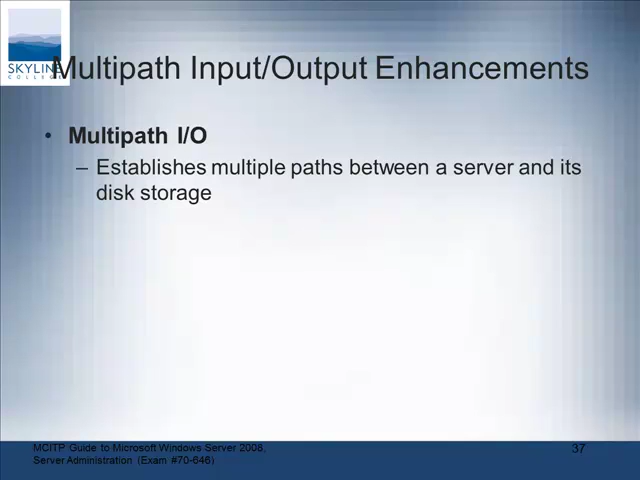 SKYLINE
COLLEGE
Multipath Input/Output Enhancements
• Multipath I/O
– Establishes multiple paths between a server and its
disk storage
MCITP Guide to Microsoft Windows Server 2008,
Server Administration (Exam #70-646)
37